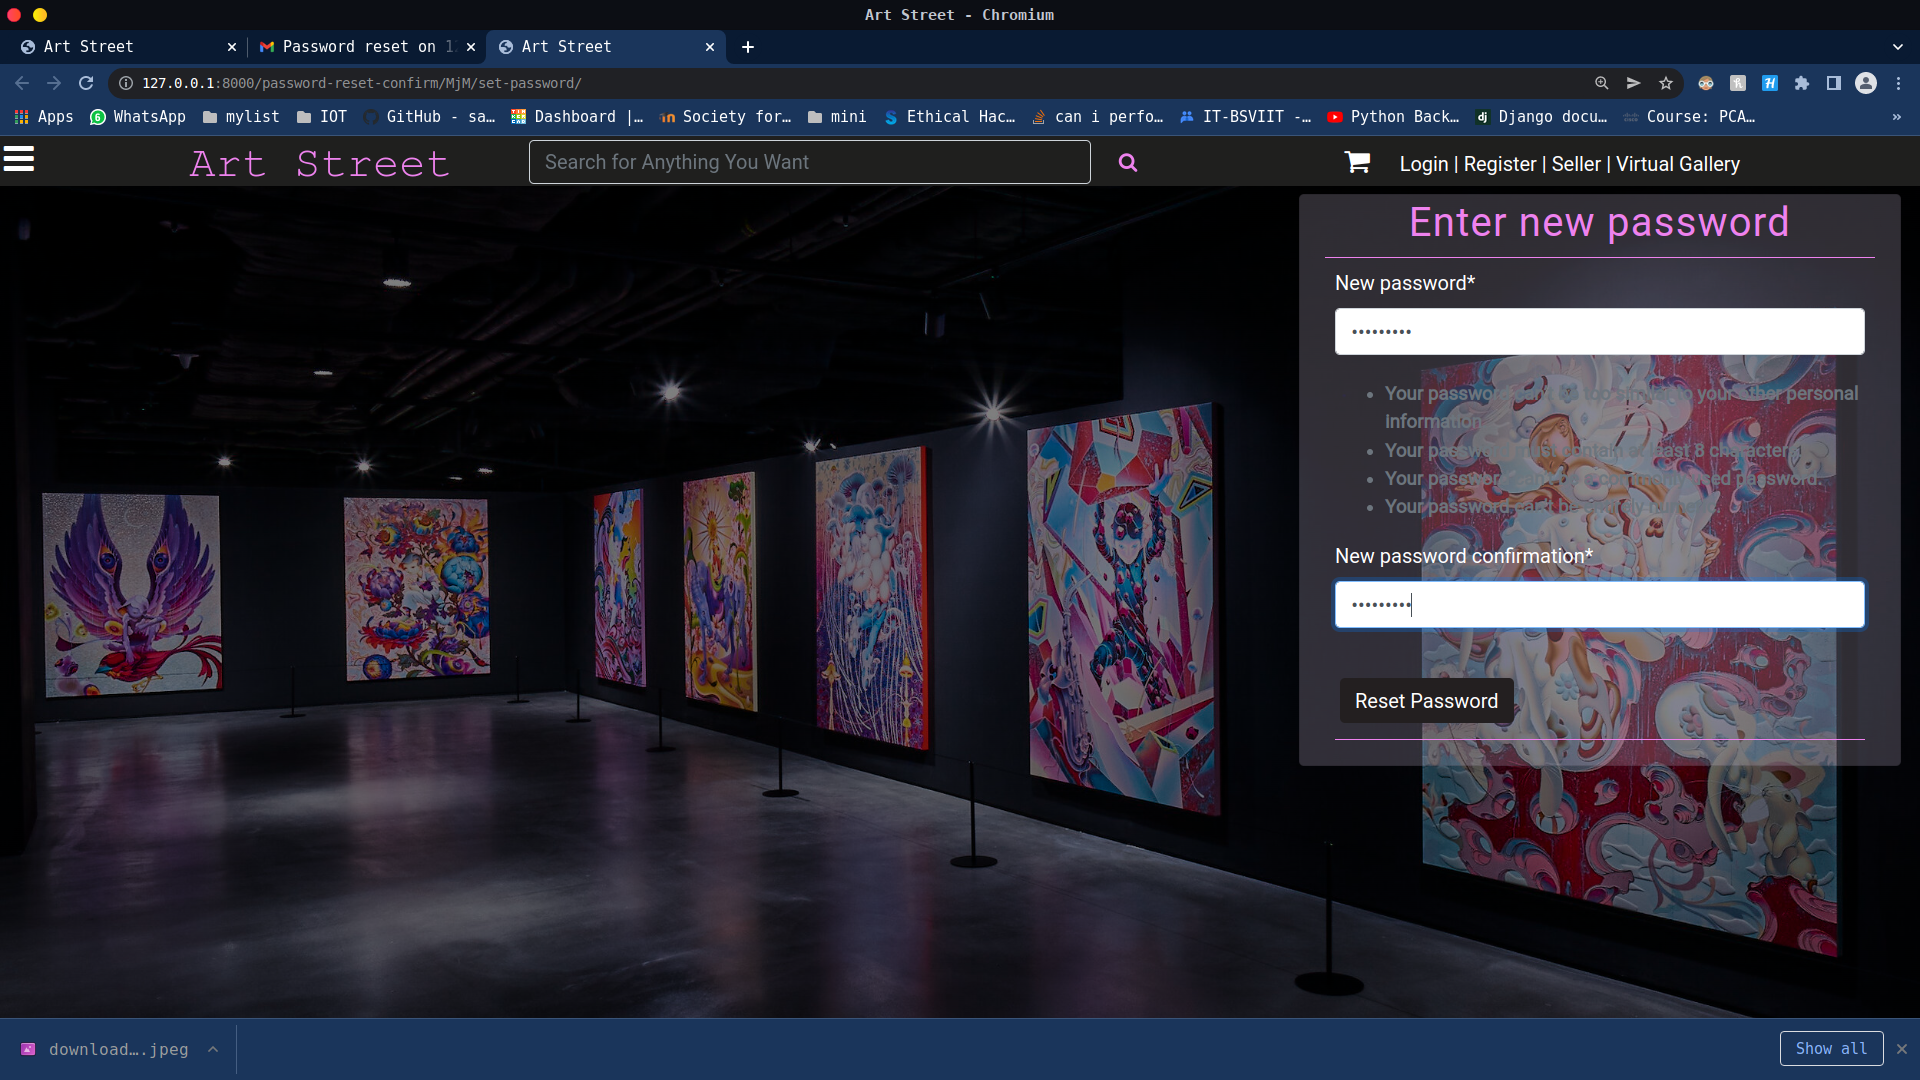 Art Street - Chromium
Art Street
Password reset on 1
Art Street
127.0.0.1:8000/password-reset-confirm/MjM/set-password/
Apps
WhatsApp
mylist
IOT
GitHub - sa…
Dashboard |…
Society for…
mini
Ethical Hac…
can i perfo…
IT-BSVIIT -…
Python Back…
Django docu…
Course: PCA…
»
Art Street
Search for Anything You Want
Login | Register | Seller | Virtual Gallery
Enter new password
New password*
•••••••••
• Your password can't be too similar to your other personal
information.
• Your password must contain at least 8 characters.
• Your password can't be a commonly used password.
• Your password can't be entirely numeric.
New password confirmation*
•••••••••
Reset Password
download….jpeg
Show all